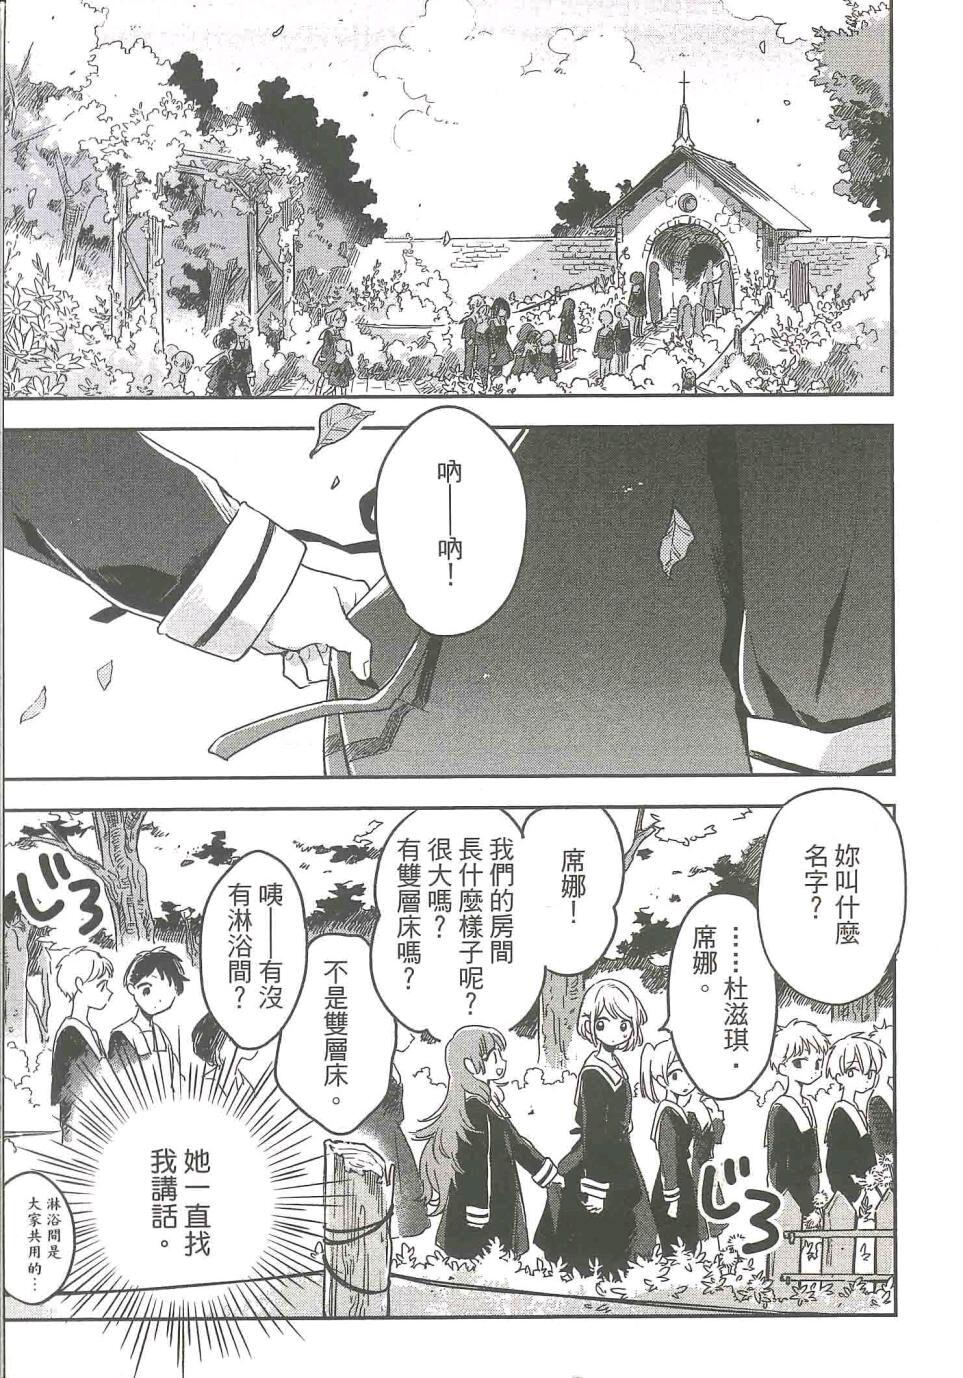 吶——吶！
妳叫什麼
名字？
……杜滋琪．
席娜。
席娜！
我們的房間
長什麼樣子呢？
很大嗎？
有雙層床嗎？
不是雙層床。
咦——有沒
有淋浴間？
じろ
じろ
她一直找
我講話。
淋浴間是
大家共用的…